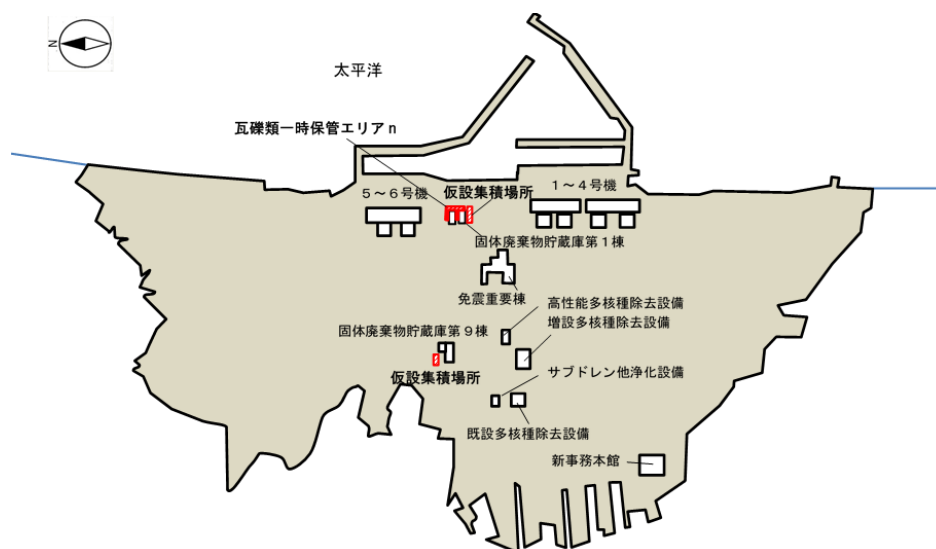 N
太平洋
瓦礫類一時保管エリアn
5～6号機
仮設集積場所
1～4号機
固体廃棄物貯蔵庫第1棟
免震重要棟
高性能多核種除去設備
増設多核種除去設備
固体廃棄物貯蔵庫第9棟
仮設集積場所
サブドレン他浄化設備
既設多核種除去設備
新事務本館